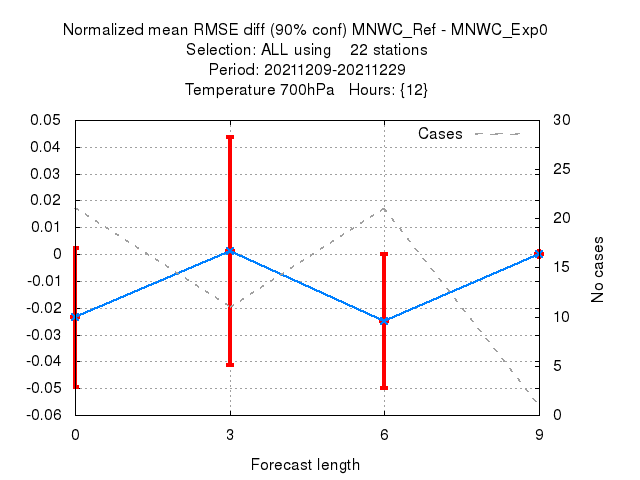 Normalized mean RMSE diff (90% conf) MNWC_Ref - MNWC_Exp0
Selection: ALL using 22 stations
Period: 20211209-20211229
Temperature 700hPa Hours: {12}
Cases
0.05
0.04
0.03
0.02
0.01
0
-0.01
-0.02
-0.03
-0.04
-0.05
-0.06
30
25
20
15
10
5
0
No cases
0 3 6 9
Forecast length